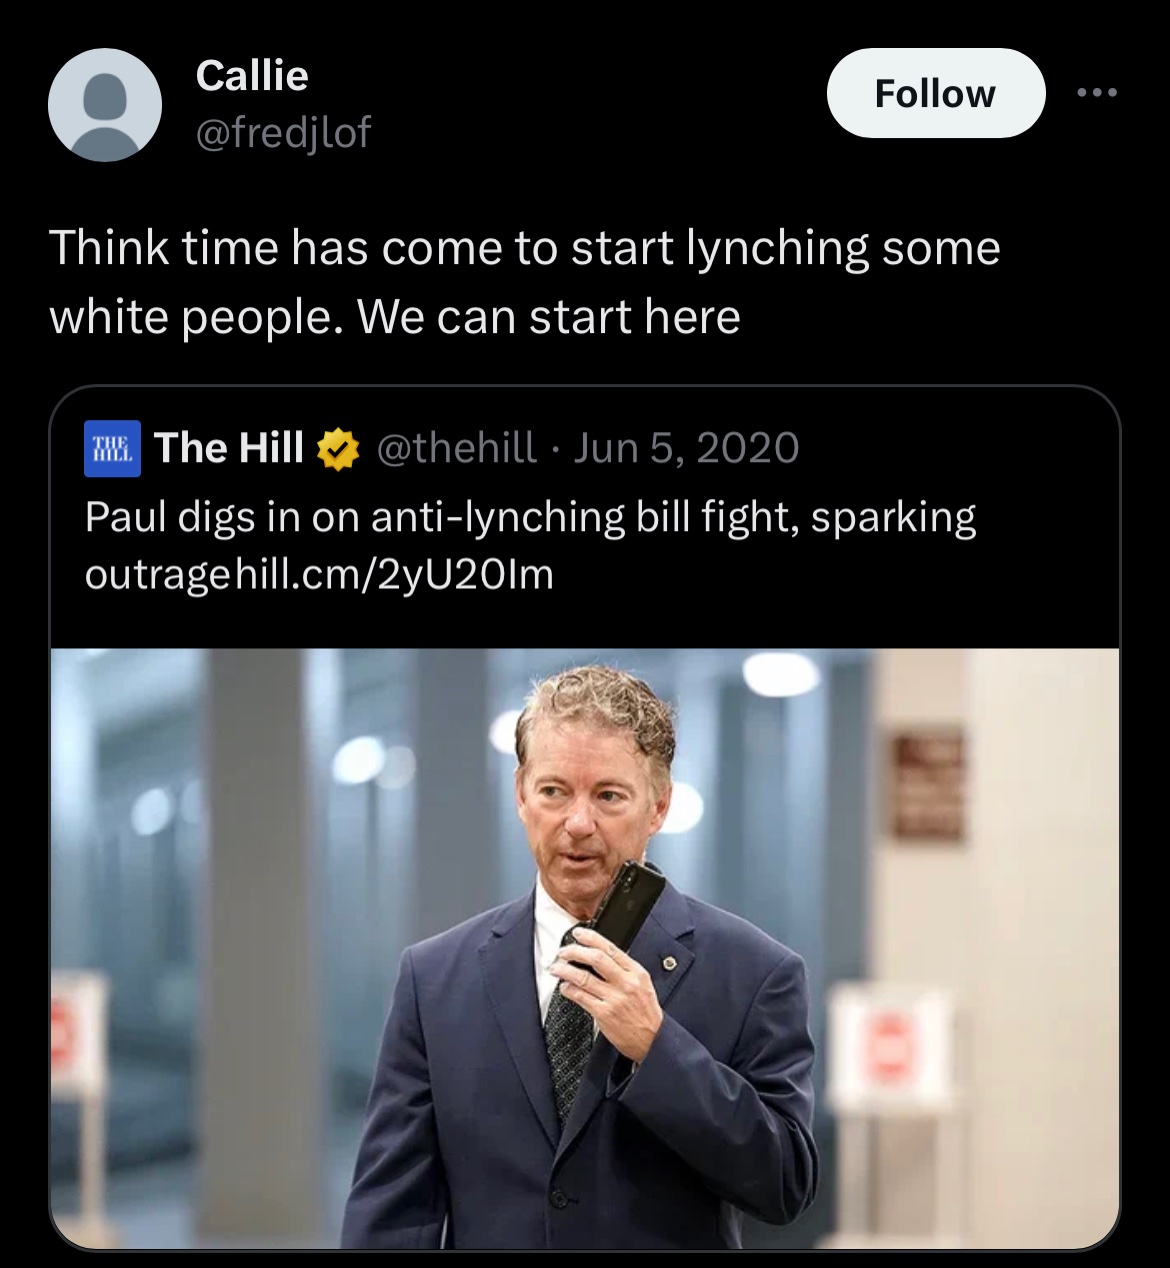 Callie
Follow
@fredjlof
Think time has come to start lynching some
white people. We can start here
THE
HILL
The Hill @thehill · Jun 5, 2020
Paul digs in on anti-lynching bill fight, sparking
outragehill.cm/2yU20Im